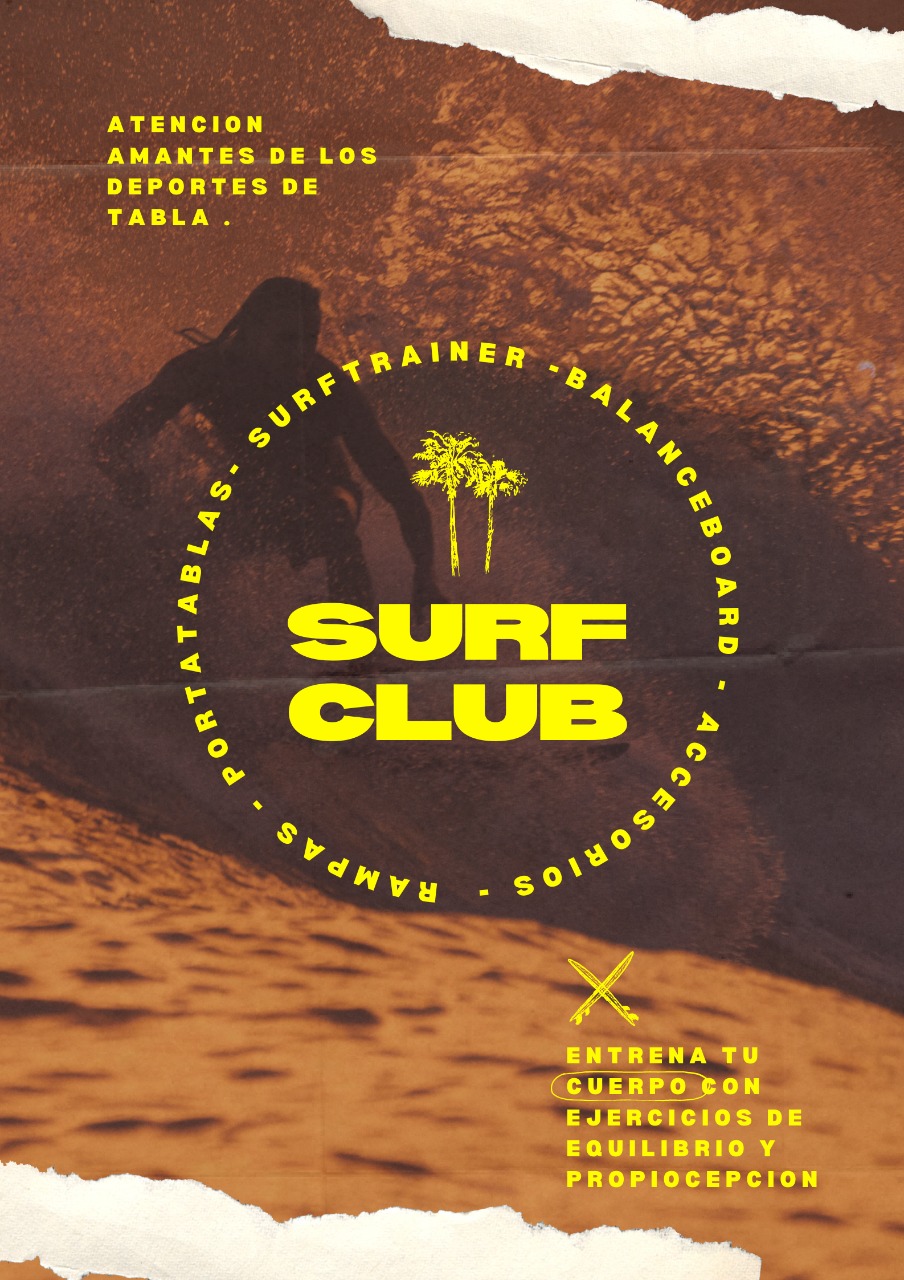 ATENCION
AMANTES DE LOS
DEPORTES DE
TABLA .
SURFTRAINER -BALANCEBOARD - ACCESORIOS - RAMPAS - PORTATABLAS-
SURF
CLUB
ENTRENA TU
CUERPO CON
EJERCICIOS DE
EQUILIBRIO Y
PROPIOCEPCION